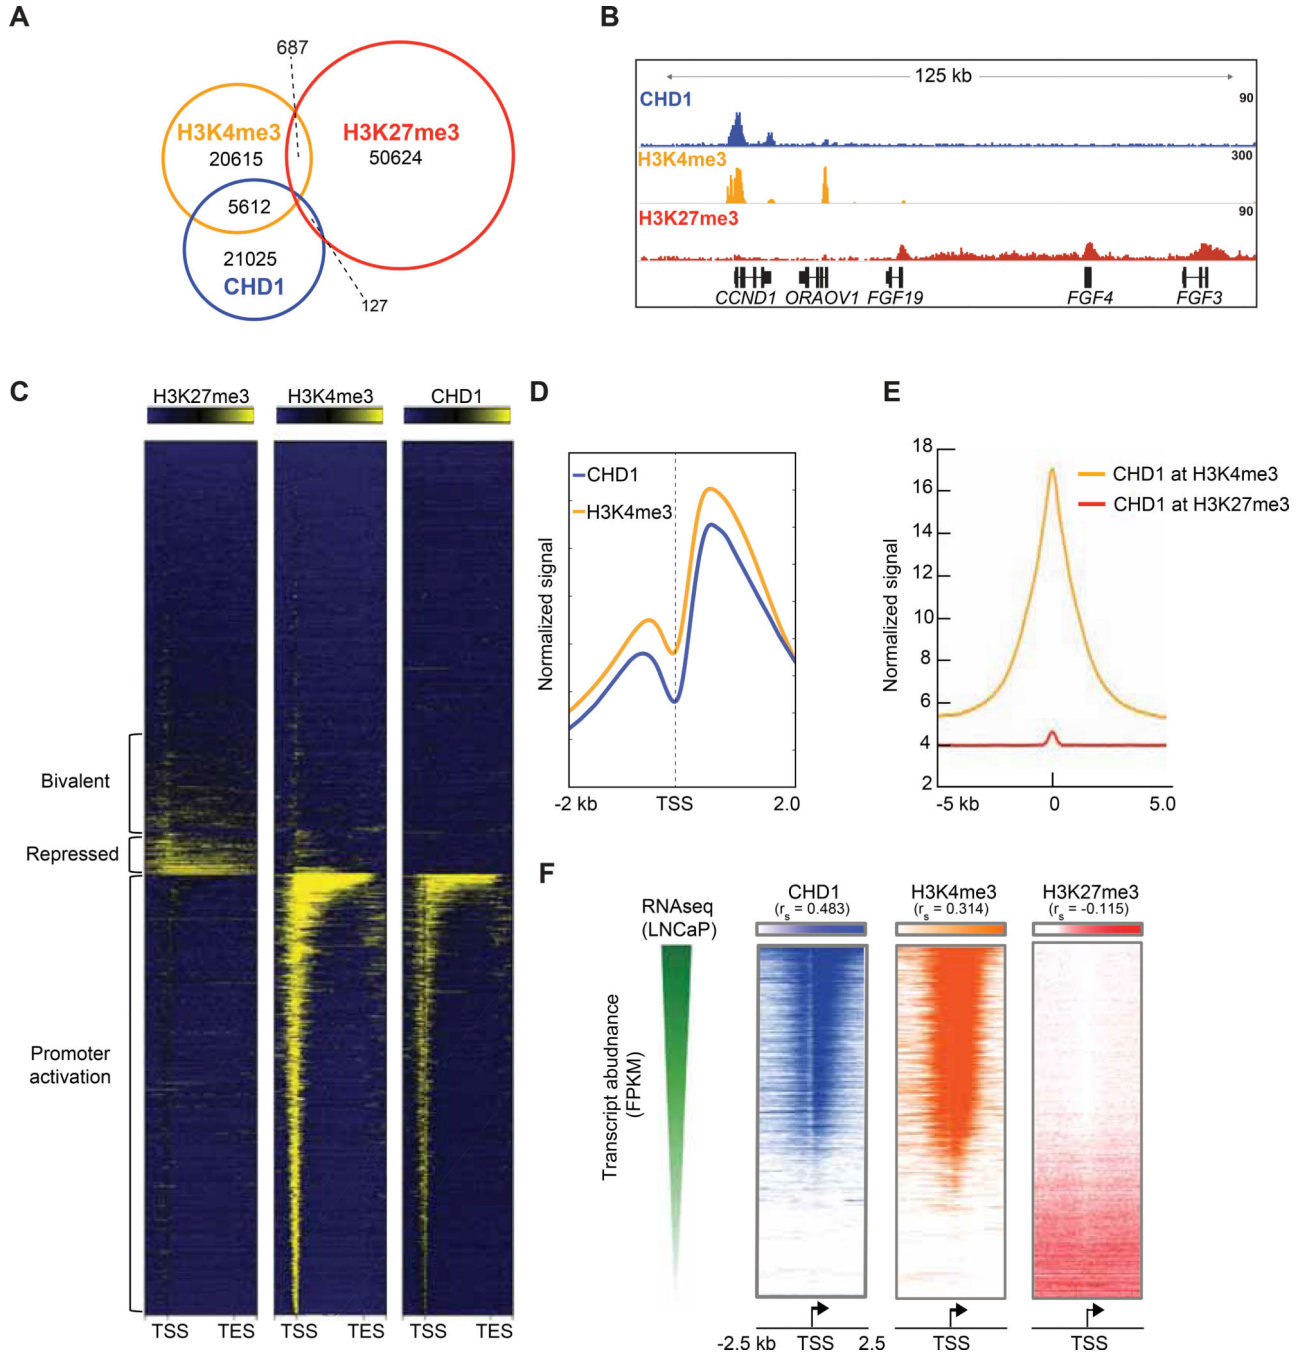 A
687
H3K4me3
H3K27me3
20615
50624
5612
21025
CHD1
127
B
125 kb
CHD1
90
H3K4me3
300
H3K27me3
90
CCND1 ORAOV1 FGF19 FGF4 FGF3
C
H3K27me3 H3K4me3 CHD1
Bivalent
Repressed
Promoter
activation
TSS TES TSS TES TSS TES
D
CHD1
H3K4me3
Normalized signal
-2 kb TSS 2.0
E
18
17
16
14
12
10
8
6
4
2
Normalized signal
CHD1 at H3K4me3
CHD1 at H3K27me3
-5 kb 0 5.0
F
RNAseq
(LNCaP)
Transcript abudnance
(FPKM)
CHD1 H3K4me3 H3K27me3
(rs = 0.483) (rs = 0.314) (rs = -0.115)
-2.5 kb TSS 2.5 TSS TSS